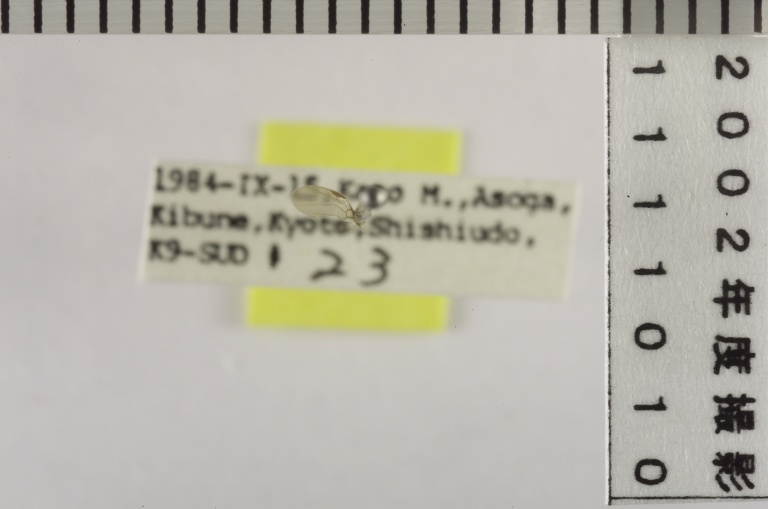 1984-IX-15 Kato M., Asoga,
Kibune, Kyoto, Shishiudo,
K9-SUD 23
2002年度撮影
1111010